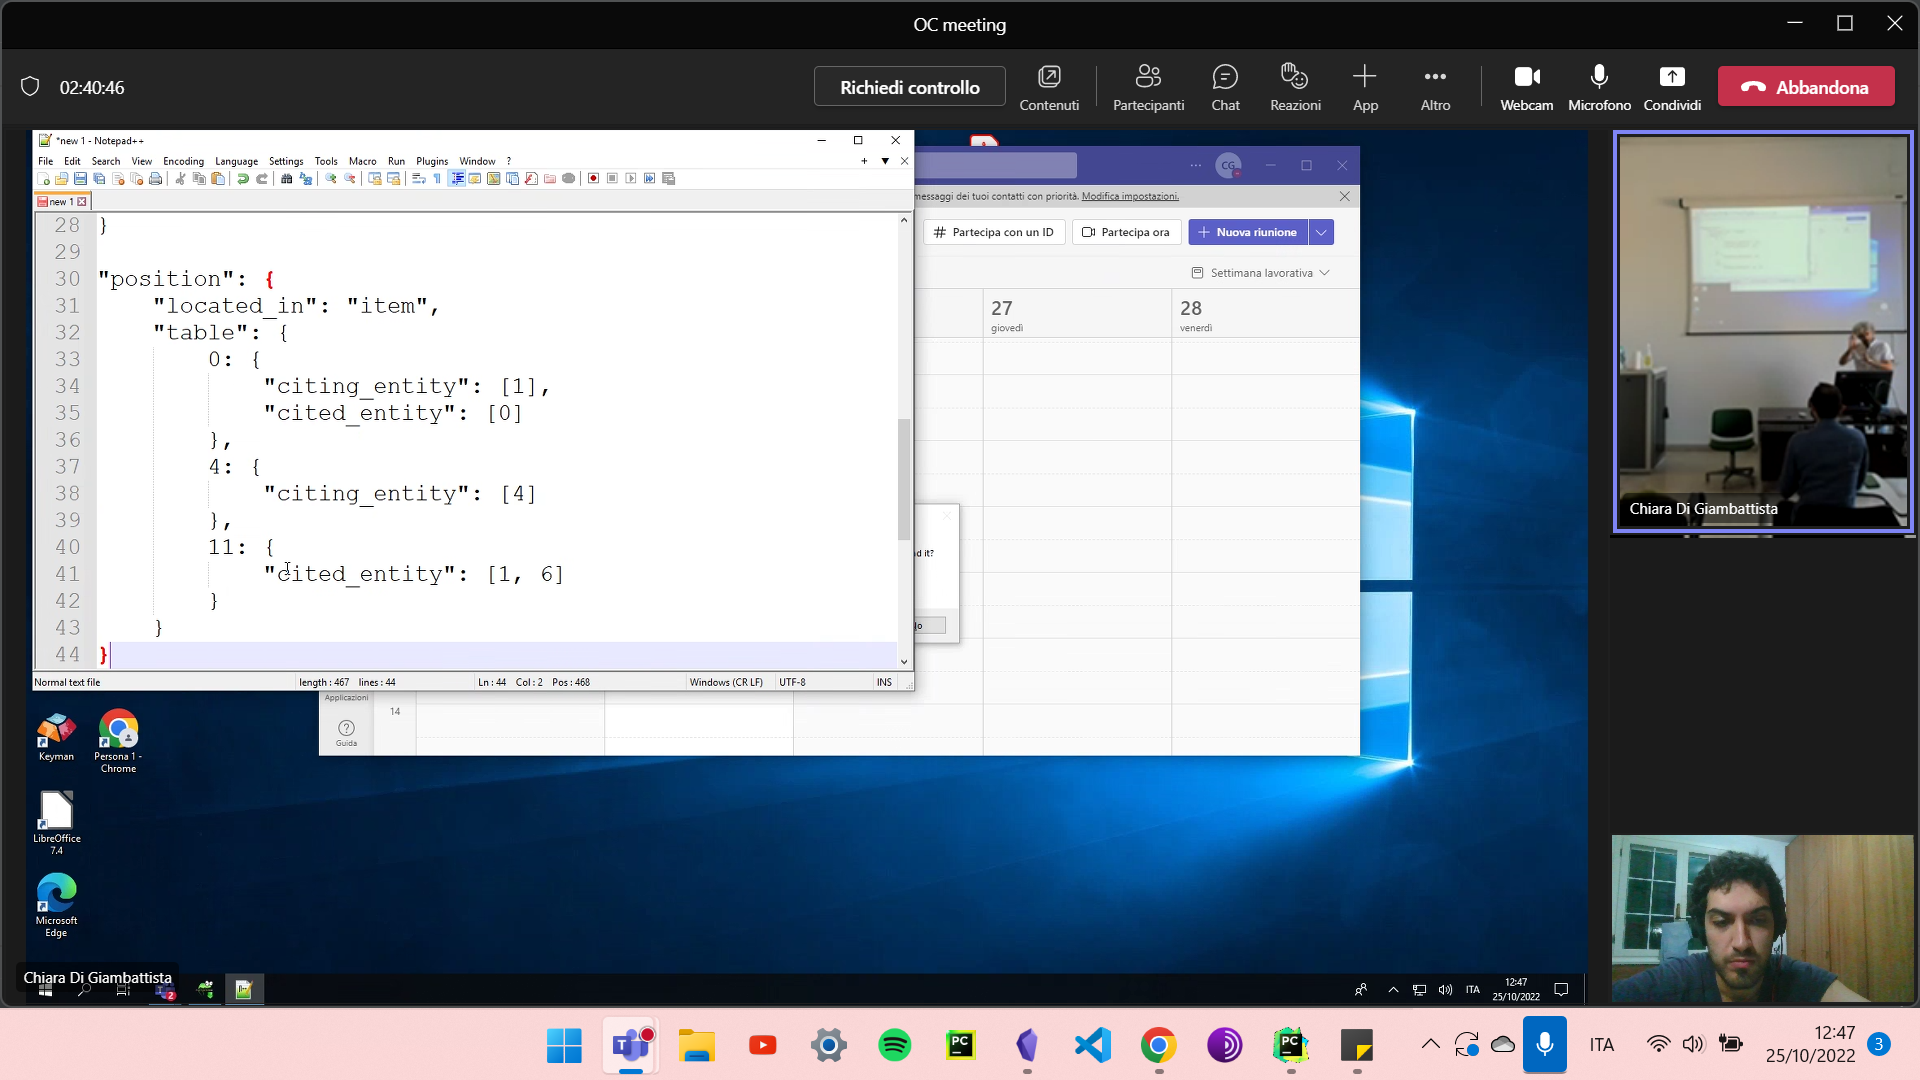 OC meeting
02:40:46
Richiedi controllo
Contenuti
Partecipanti
Chat
Reazioni
App
Altro
Webcam
Microfono
Condividi
Abbandona
*new 1 - Notepad++
File Edit Search View Encoding Language Settings Tools Macro Run Plugins Window ?
new 1
28 }
29
30 "position": {
31 "located_in": "item",
32 "table": {
33 0: {
34 "citing_entity": [1],
35 "cited_entity": [0]
36 },
37 4: {
38 "citing_entity": [4]
39 },
40 11: {
41 "cited_entity": [1, 6]
42 }
43 }
44 }
Normal text file length : 467 lines : 44 Ln : 44 Col : 2 Pos : 468 Windows (CR LF) UTF-8 INS
CG
messaggi dei tuoi contatti con priorità. Modifica impostazioni.
# Partecipa con un ID
Partecipa ora
+ Nuova riunione
Settimana lavorativa
27
giovedì
28
venerdì
d it?
Applicazioni
14
Guida
Keyman
Persona 1 -
Chrome
LibreOffice
7.4
Microsoft
Edge
Chiara Di Giambattista
2
ITA
12:47
25/10/2022
Chiara Di Giambattista
PC
PC
ITA
12:47
25/10/2022
3